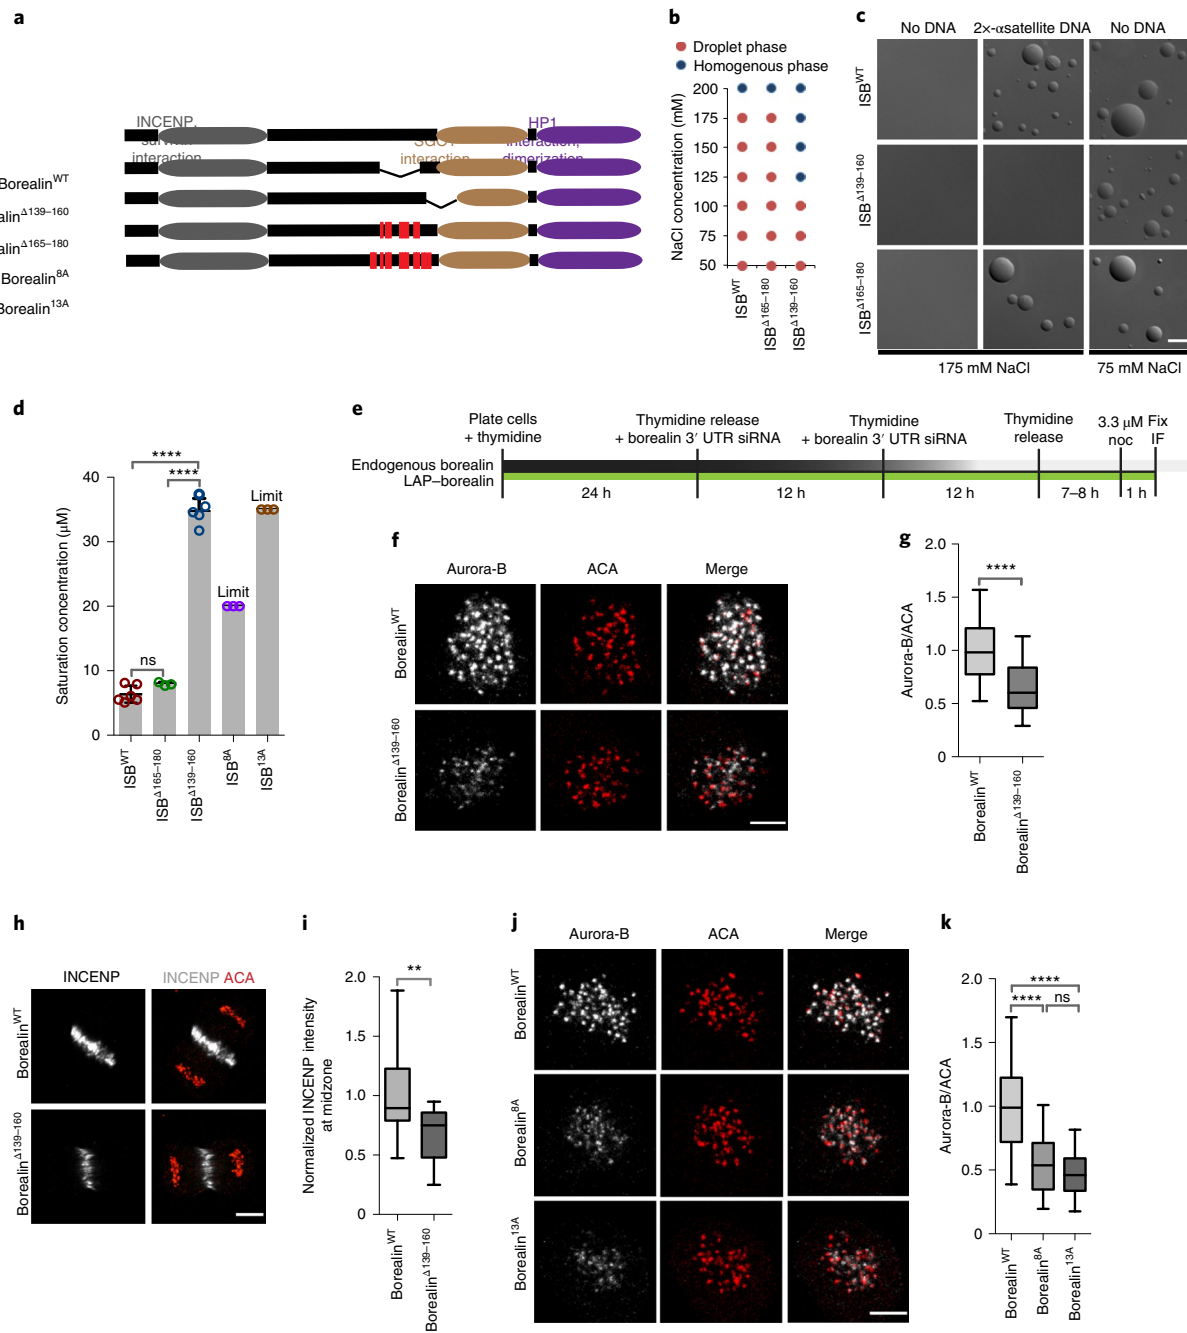 a
INCENP,
survivin
interaction
SGO1
interaction
HP1
interaction,
dimerization
Borealin^WT
alin^Δ139–160
alin^Δ165–180
Borealin^8A
Borealin^13A
b
Droplet phase
Homogenous phase
NaCl concentration (mM)
200
175
150
125
100
75
50
ISB^WT
ISB^Δ165–180
ISB^Δ139–160
c
No DNA
2×-αsatellite DNA
No DNA
ISB^WT
ISB^Δ139–160
ISB^Δ165–180
175 mM NaCl
75 mM NaCl
d
Saturation concentration (μM)
40
30
20
10
0
****
****
ns
Limit
Limit
ISB^WT
ISB^Δ165–180
ISB^Δ139–160
ISB^8A
ISB^13A
e
Plate cells
+ thymidine
Thymidine release
+ borealin 3′ UTR siRNA
Thymidine
+ borealin 3′ UTR siRNA
Thymidine
release
3.3 μM
noc
Fix
IF
Endogenous borealin
LAP–borealin
24 h
12 h
12 h
7–8 h
1 h
f
Aurora-B
ACA
Merge
Borealin^WT
Borealin^Δ139–160
g
Aurora-B/ACA
2.0
1.5
1.0
0.5
0
****
Borealin^WT
Borealin^Δ139–160
h
INCENP
INCENP ACA
Borealin^WT
Borealin^Δ139–160
i
Normalized INCENP intensity
at midzone
2.0
1.5
1.0
0.5
0
**
Borealin^WT
Borealin^Δ139–160
j
Aurora-B
ACA
Merge
Borealin^WT
Borealin^8A
Borealin^13A
k
Aurora-B/ACA
2.0
1.5
1.0
0.5
0
****
****
ns
Borealin^WT
Borealin^8A
Borealin^13A